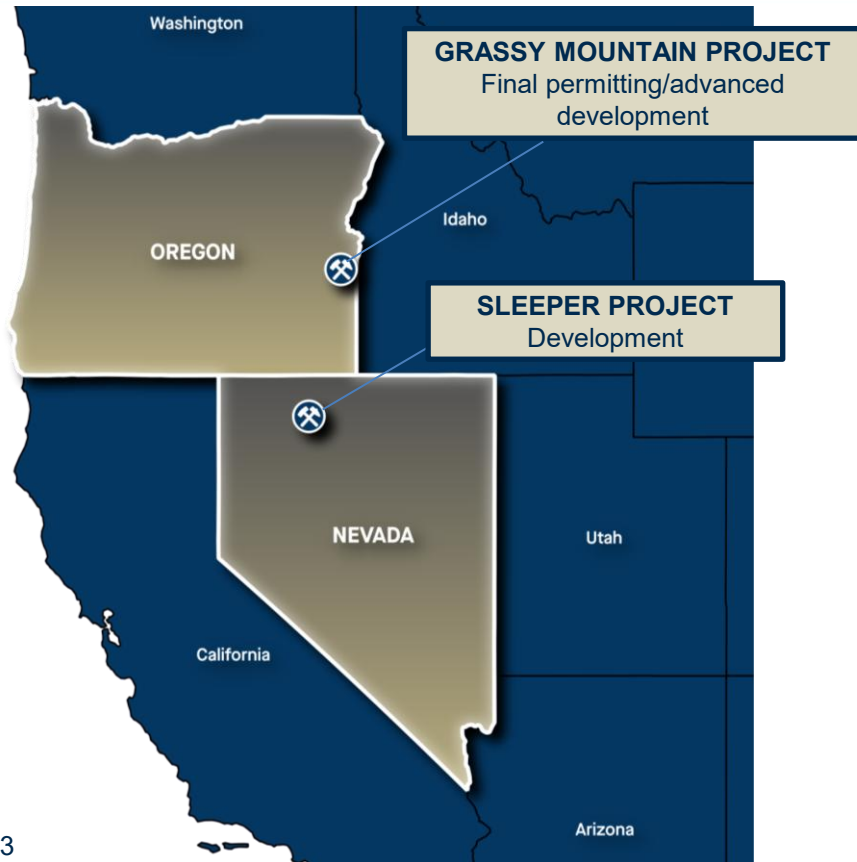 Washington
GRASSY MOUNTAIN PROJECT
Final permitting/advanced
development
Idaho
OREGON
SLEEPER PROJECT
Development
NEVADA
Utah
California
Arizona
3